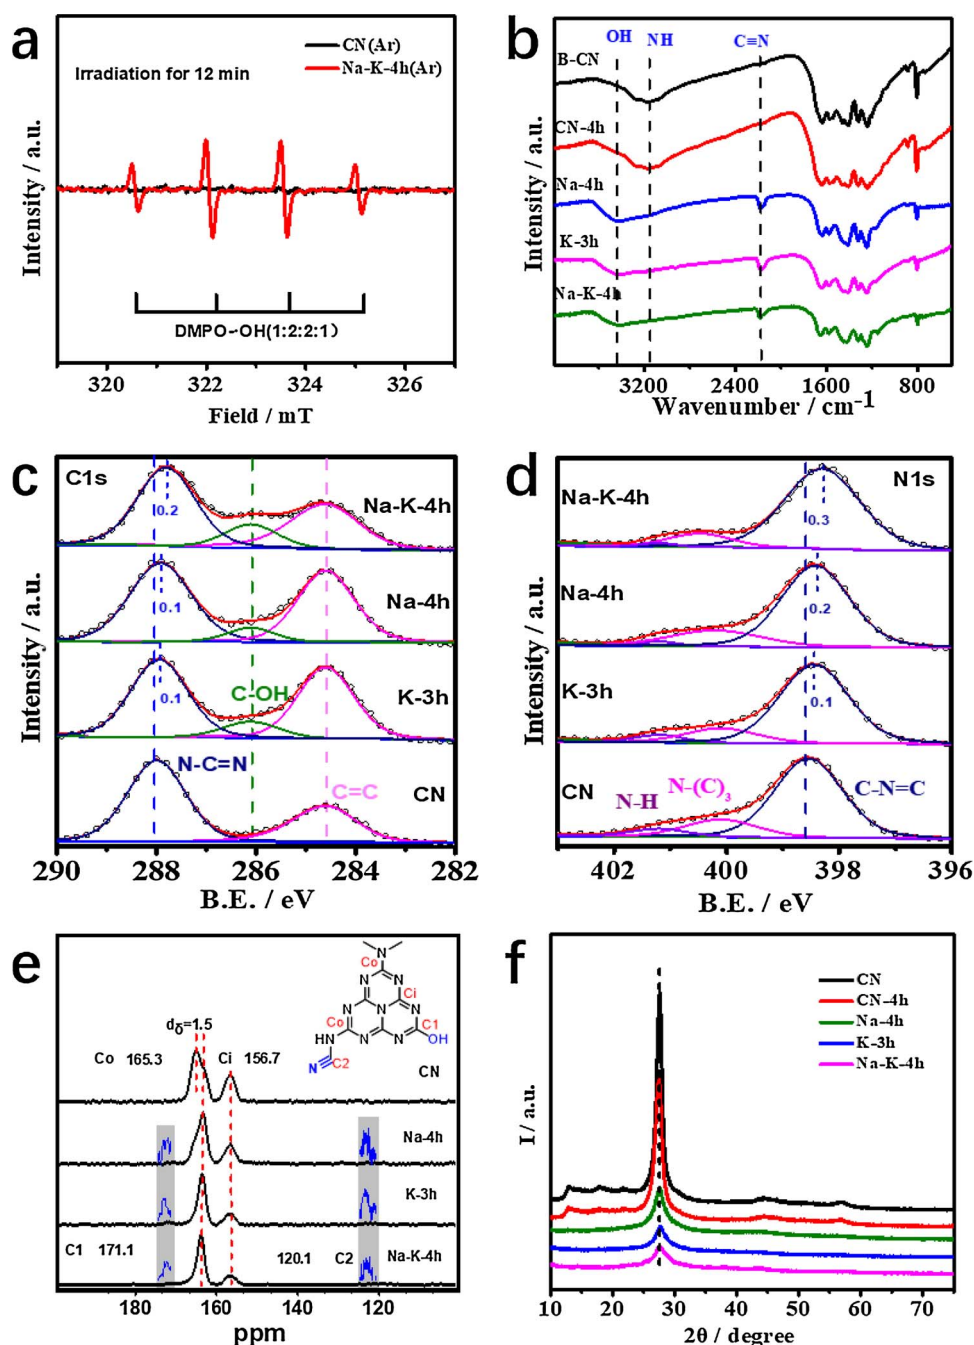 a
CN(Ar)
Na-K-4h(Ar)
Irradiation for 12 min
Intensity / a.u.
DMPO-·OH(1:2:2:1)
320 322 324 326
Field / mT
b
OH NH C≡N
B-CN
CN-4h
Na-4h
K-3h
Na-K-4h
Intensity / a.u.
3200 2400 1600 800
Wavenumber / cm-1
c
C1s
Na-K-4h
0.2
Na-4h
0.1
C-OH
K-3h
0.1
N-C=N
C=C
CN
Intensity / a.u.
290 288 286 284 282
B.E. / eV
d
N1s
Na-K-4h
0.3
Na-4h
0.2
K-3h
0.1
CN
N-H
N-(C)3
C-N=C
Intensity / a.u.
402 400 398 396
B.E. / eV
e
N
Co
N N
Ci
N N N
Co C1
N N OH
HN
N C2
dδ=1.5
Co 165.3 Ci 156.7
CN
Na-4h
K-3h
C1 171.1 120.1 C2 Na-K-4h
180 160 140 120
ppm
f
CN
CN-4h
Na-4h
K-3h
Na-K-4h
I / a.u.
10 20 30 40 50 60 70
2θ / degree